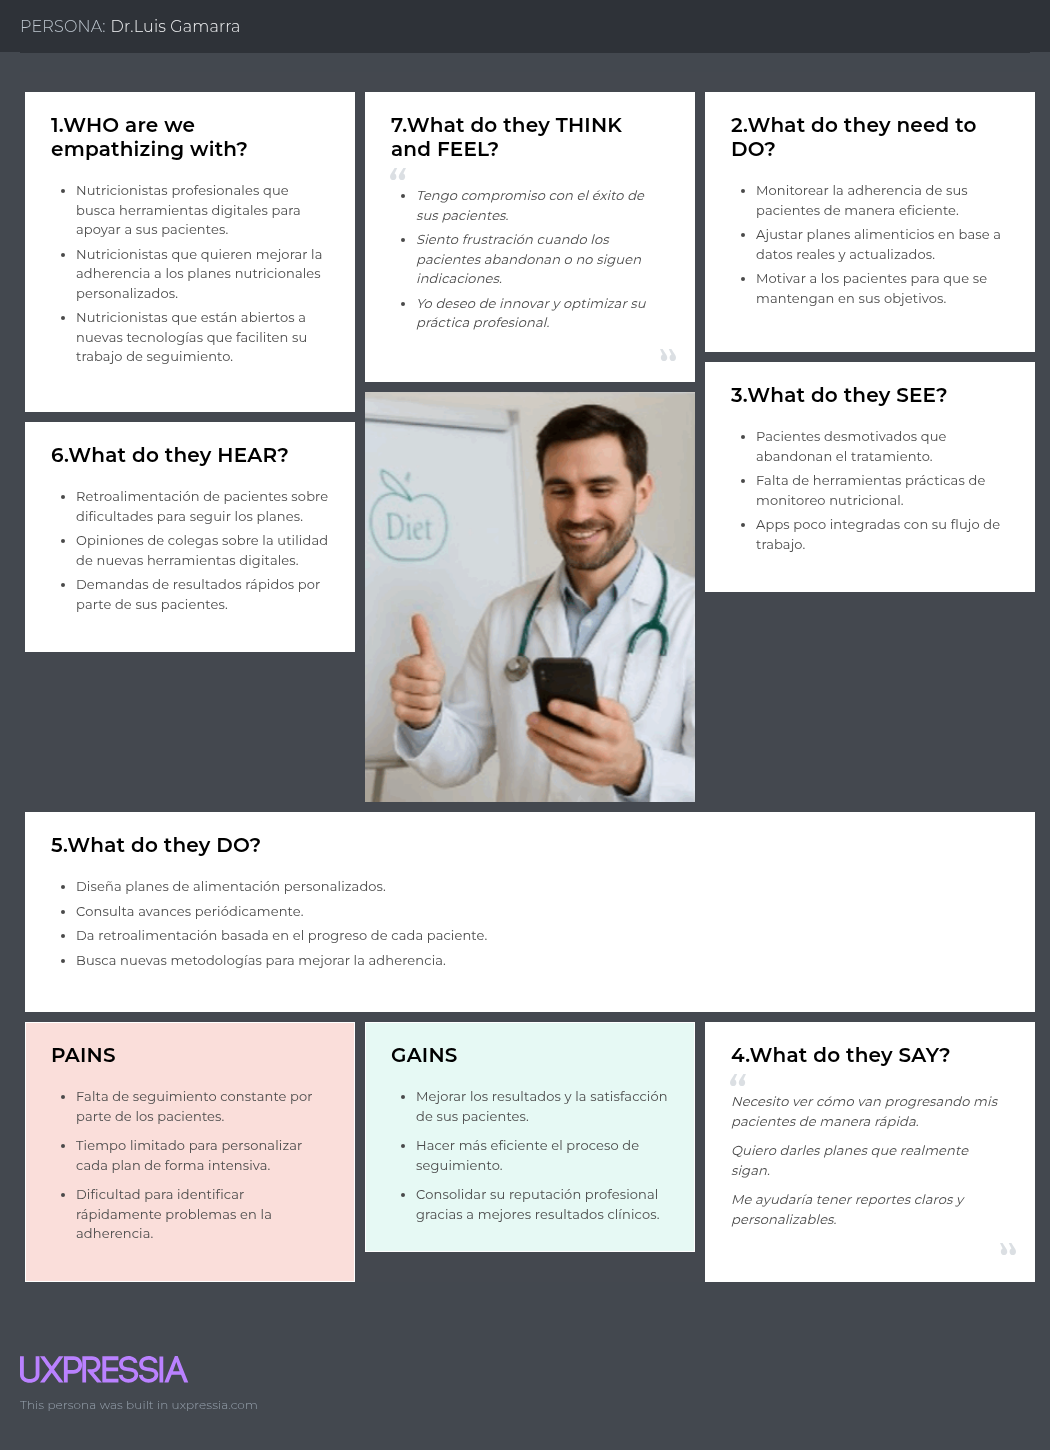 PERSONA: Dr.Luis Gamarra
1.WHO are we
empathizing with?
• Nutricionistas profesionales que
busca herramientas digitales para
apoyar a sus pacientes.
• Nutricionistas que quieren mejorar la
adherencia a los planes nutricionales
personalizados.
• Nutricionistas que están abiertos a
nuevas tecnologías que faciliten su
trabajo de seguimiento.
7.What do they THINK
and FEEL?
“
• Tengo compromiso con el éxito de
sus pacientes.
• Siento frustración cuando los
pacientes abandonan o no siguen
indicaciones.
• Yo deseo de innovar y optimizar su
práctica profesional.
”
2.What do they need to
DO?
• Monitorear la adherencia de sus
pacientes de manera eficiente.
• Ajustar planes alimenticios en base a
datos reales y actualizados.
• Motivar a los pacientes para que se
mantengan en sus objetivos.
3.What do they SEE?
• Pacientes desmotivados que
abandonan el tratamiento.
• Falta de herramientas prácticas de
monitoreo nutricional.
• Apps poco integradas con su flujo de
trabajo.
6.What do they HEAR?
• Retroalimentación de pacientes sobre
dificultades para seguir los planes.
• Opiniones de colegas sobre la utilidad
de nuevas herramientas digitales.
• Demandas de resultados rápidos por
parte de sus pacientes.
Diet
5.What do they DO?
• Diseña planes de alimentación personalizados.
• Consulta avances periódicamente.
• Da retroalimentación basada en el progreso de cada paciente.
• Busca nuevas metodologías para mejorar la adherencia.
PAINS
• Falta de seguimiento constante por
parte de los pacientes.
• Tiempo limitado para personalizar
cada plan de forma intensiva.
• Dificultad para identificar
rápidamente problemas en la
adherencia.
GAINS
• Mejorar los resultados y la satisfacción
de sus pacientes.
• Hacer más eficiente el proceso de
seguimiento.
• Consolidar su reputación profesional
gracias a mejores resultados clínicos.
4.What do they SAY?
“
Necesito ver cómo van progresando mis
pacientes de manera rápida.
Quiero darles planes que realmente
sigan.
Me ayudaría tener reportes claros y
personalizables.
”
UXPRESSIA
This persona was built in uxpressia.com